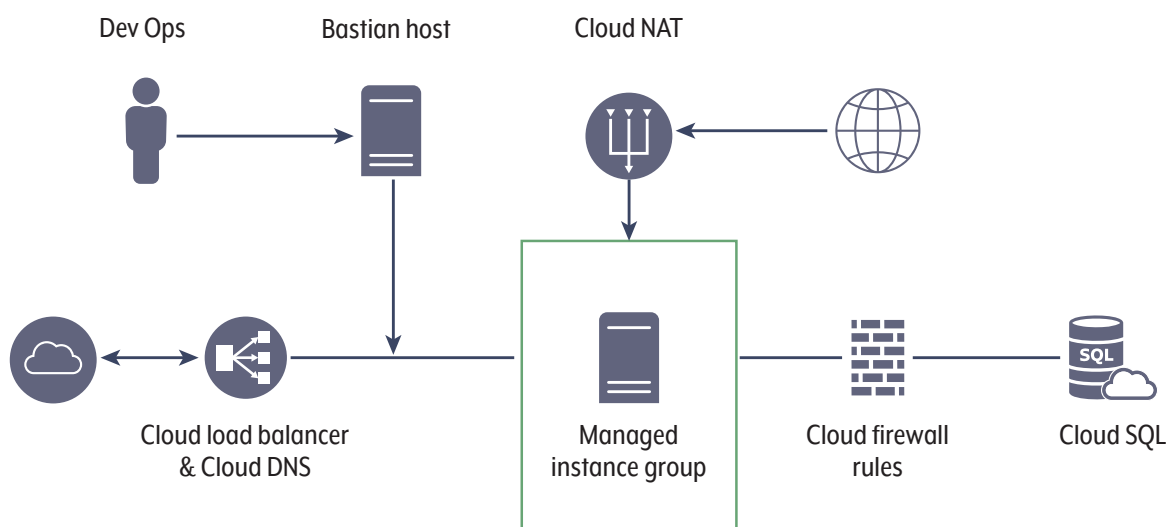 Dev Ops
Bastian host
Cloud NAT
SQL
Cloud load balancer
& Cloud DNS
Managed
instance group
Cloud firewall
rules
Cloud SQL